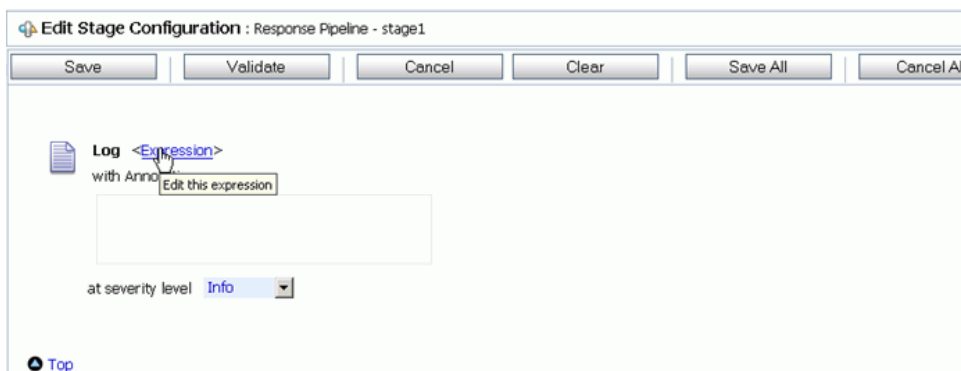 Edit Stage Configuration : Response Pipeline - stage1
Save Validate Cancel Clear Save All Cancel
Log <Expression>
with
Edit this expression
at severity level Info
Top